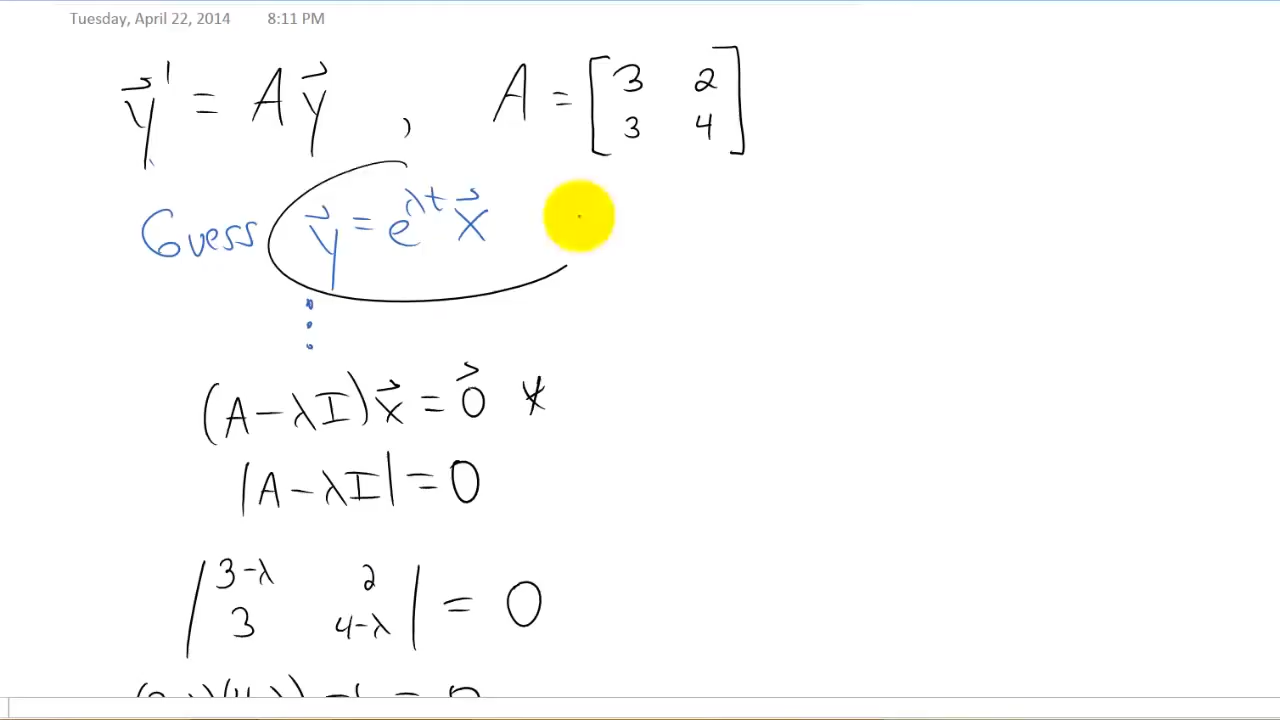 Tuesday, April 22, 2014 8:11 PM
y⃗' = Ay⃗ , A = [3 2
3 4]
Guess y⃗ = e^λt x⃗
(A-λI)x⃗ = 0⃗ *
|A-λI| = 0
|3-λ 2
3 4-λ| = 0